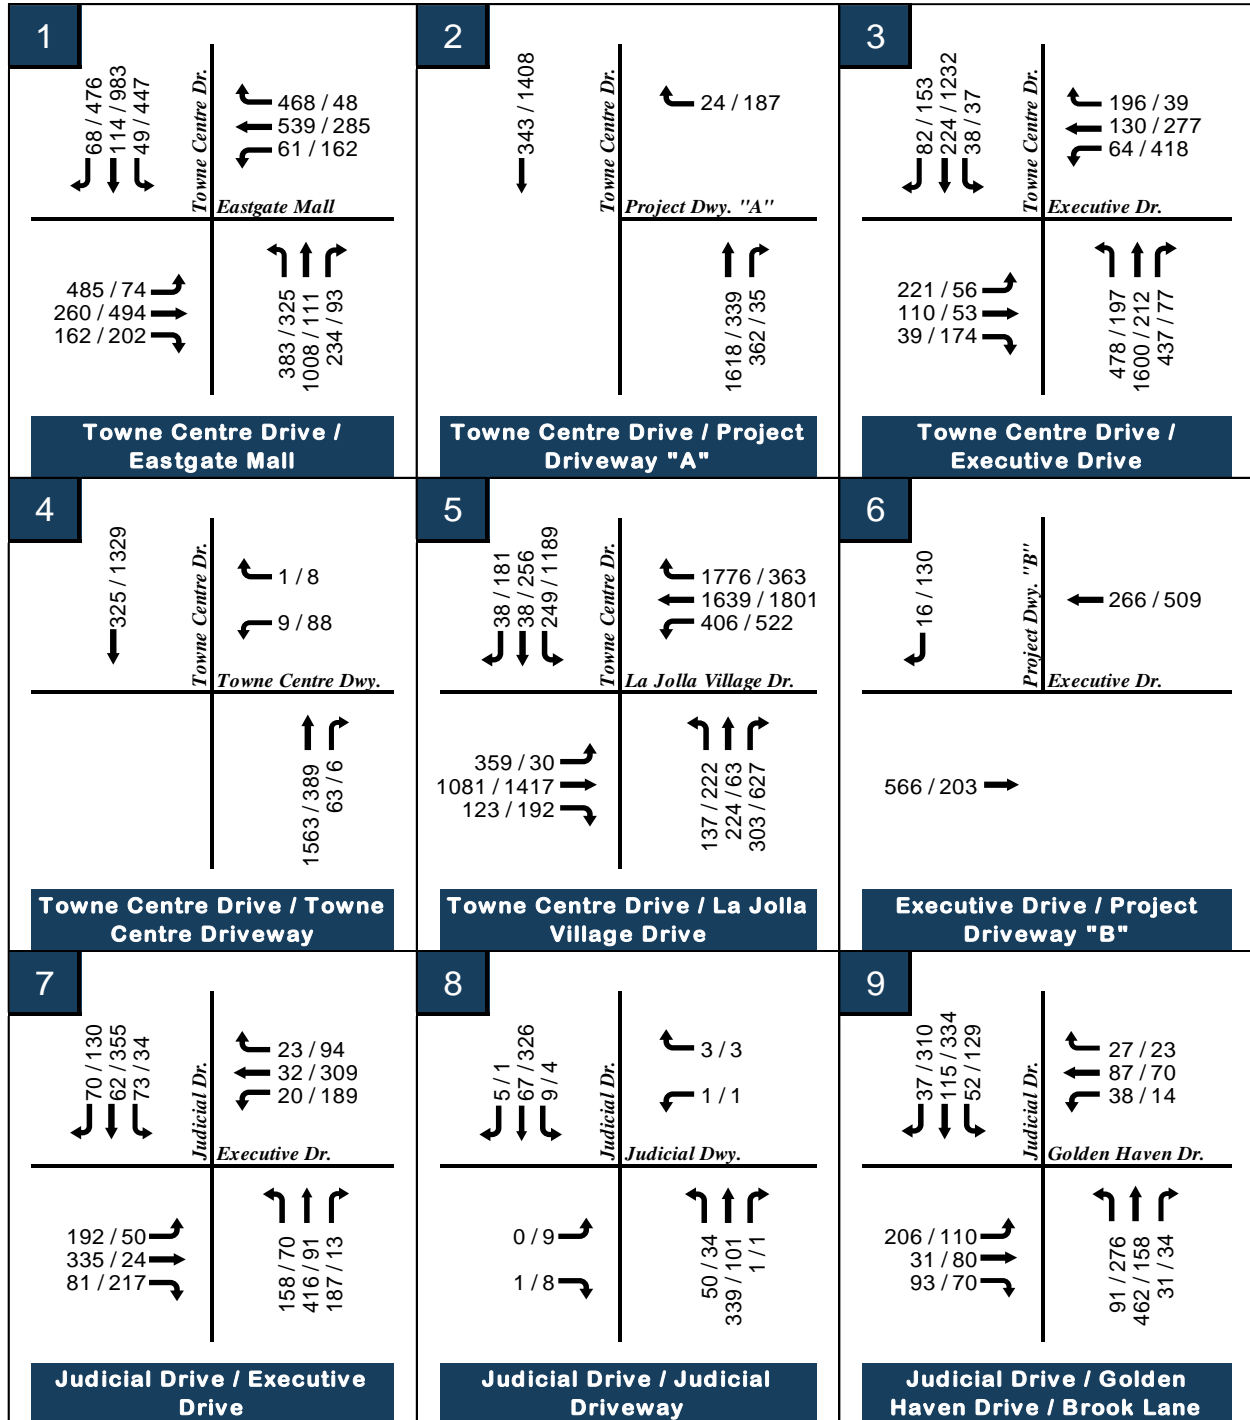 1
68 / 476
114 / 983
49 / 447
Towne Centre Dr.
468 / 48
539 / 285
61 / 162
Eastgate Mall
485 / 74
260 / 494
162 / 202
383 / 325
1008 / 111
234 / 93
Towne Centre Drive /
Eastgate Mall
2
343 / 1408
Towne Centre Dr.
24 / 187
Project Dwy. "A"
1618 / 339
362 / 35
Towne Centre Drive / Project
Driveway "A"
3
82 / 153
224 / 1232
38 / 37
Towne Centre Dr.
196 / 39
130 / 277
64 / 418
Executive Dr.
221 / 56
110 / 53
39 / 174
478 / 197
1600 / 212
437 / 77
Towne Centre Drive /
Executive Drive
4
325 / 1329
Towne Centre Dr.
1 / 8
9 / 88
Towne Centre Dwy.
1563 / 389
63 / 6
Towne Centre Drive / Towne
Centre Driveway
5
38 / 181
38 / 256
249 / 1189
Towne Centre Dr.
1776 / 363
1639 / 1801
406 / 522
La Jolla Village Dr.
359 / 30
1081 / 1417
123 / 192
137 / 222
224 / 63
303 / 627
Towne Centre Drive / La Jolla
Village Drive
6
16 / 130
Project Dwy. "B"
266 / 509
Executive Dr.
566 / 203
Executive Drive / Project
Driveway "B"
7
70 / 130
62 / 355
73 / 34
Judicial Dr.
23 / 94
32 / 309
20 / 189
Executive Dr.
192 / 50
335 / 24
81 / 217
158 / 70
416 / 91
187 / 13
Judicial Drive / Executive
Drive
8
5 / 1
67 / 326
9 / 4
Judicial Dr.
3 / 3
1 / 1
Judicial Dwy.
0 / 9
1 / 8
50 / 34
339 / 101
1 / 1
Judicial Drive / Judicial
Driveway
9
37 / 310
115 / 334
52 / 129
Judicial Dr.
27 / 23
87 / 70
38 / 14
Golden Haven Dr.
206 / 110
31 / 80
93 / 70
91 / 276
462 / 158
31 / 34
Judicial Drive / Golden
Haven Drive / Brook Lane